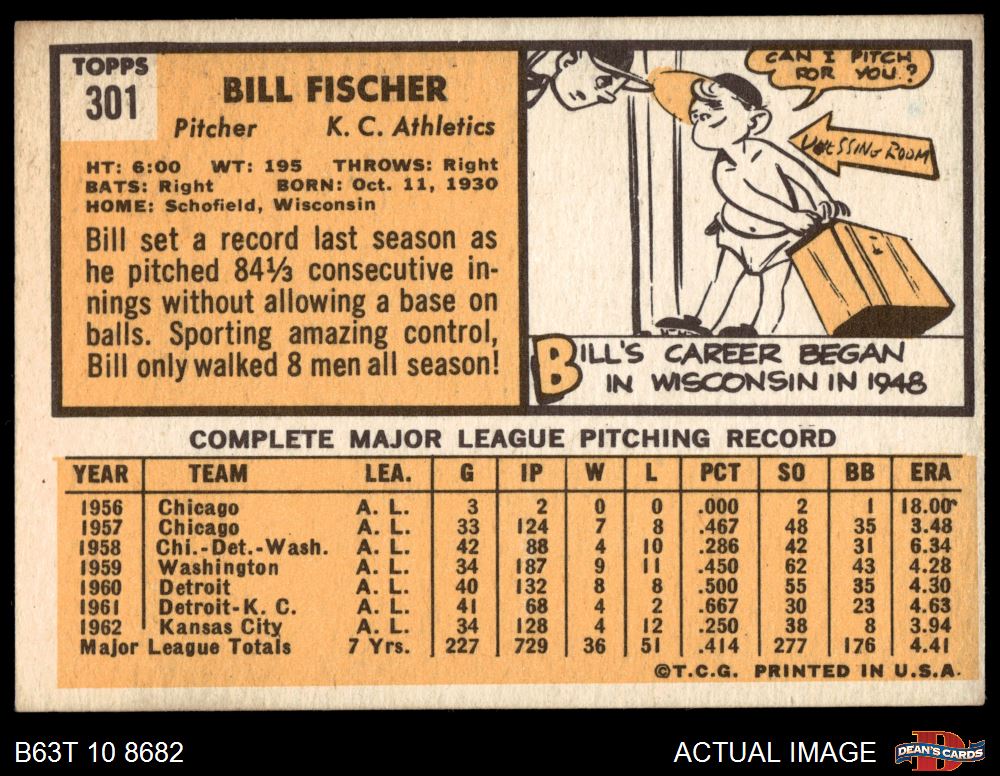 TOPPS
301
BILL FISCHER
Pitcher K. C. Athletics
HT: 6:00 WT: 195 THROWS: Right
BATS: Right BORN: Oct. 11, 1930
HOME: Schofield, Wisconsin
Bill set a record last season as
he pitched 84⅓ consecutive in-
nings without allowing a base on
balls. Sporting amazing control,
Bill only walked 8 men all season!
CAN I PITCH
FOR YOU?
DRESSING ROOM
BILL'S CAREER BEGAN
IN WISCONSIN IN 1948
COMPLETE MAJOR LEAGUE PITCHING RECORD
YEAR TEAM LEA. G IP W L PCT SO BB ERA
1956 Chicago A. L. 3 2 0 0 .000 2 1 18.00
1957 Chicago A. L. 33 124 7 8 .467 48 35 3.48
1958 Chi.-Det.-Wash. A. L. 42 88 4 10 .286 42 31 6.34
1959 Washington A. L. 34 187 9 11 .450 62 43 4.28
1960 Detroit A. L. 40 132 8 8 .500 55 35 4.30
1961 Detroit-K. C. A. L. 41 68 4 2 .667 30 23 4.63
1962 Kansas City A. L. 34 128 4 12 .250 38 8 3.94
Major League Totals 7 Yrs. 227 729 36 51 .414 277 176 4.41
©T.C.G. PRINTED IN U.S.A.
B63T 10 8682
ACTUAL IMAGE
DEAN'S CARDS